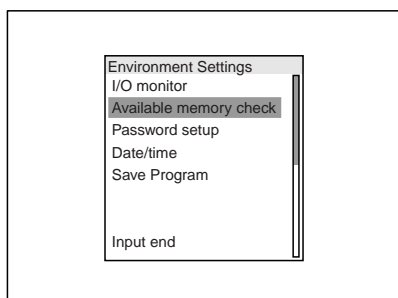 Environment Settings
I/O monitor
Available memory check
Password setup
Date/time
Save Program
Input end